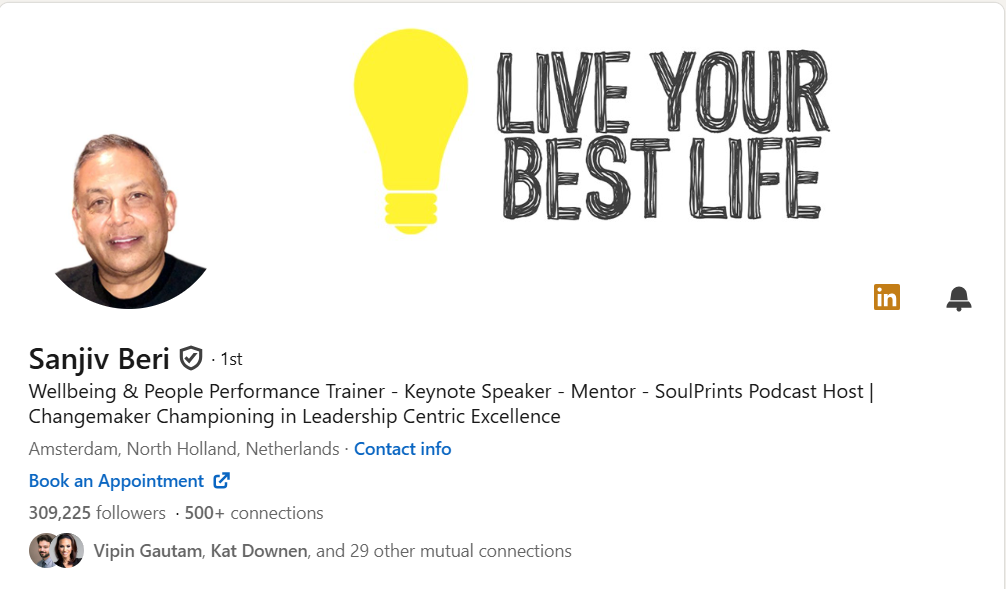 LIVE YOUR
BEST LIFE
in
Sanjiv Beri · 1st
Wellbeing & People Performance Trainer - Keynote Speaker - Mentor - SoulPrints Podcast Host |
Changemaker Championing in Leadership Centric Excellence
Amsterdam, North Holland, Netherlands · Contact info
Book an Appointment
309,225 followers · 500+ connections
Vipin Gautam, Kat Downen, and 29 other mutual connections